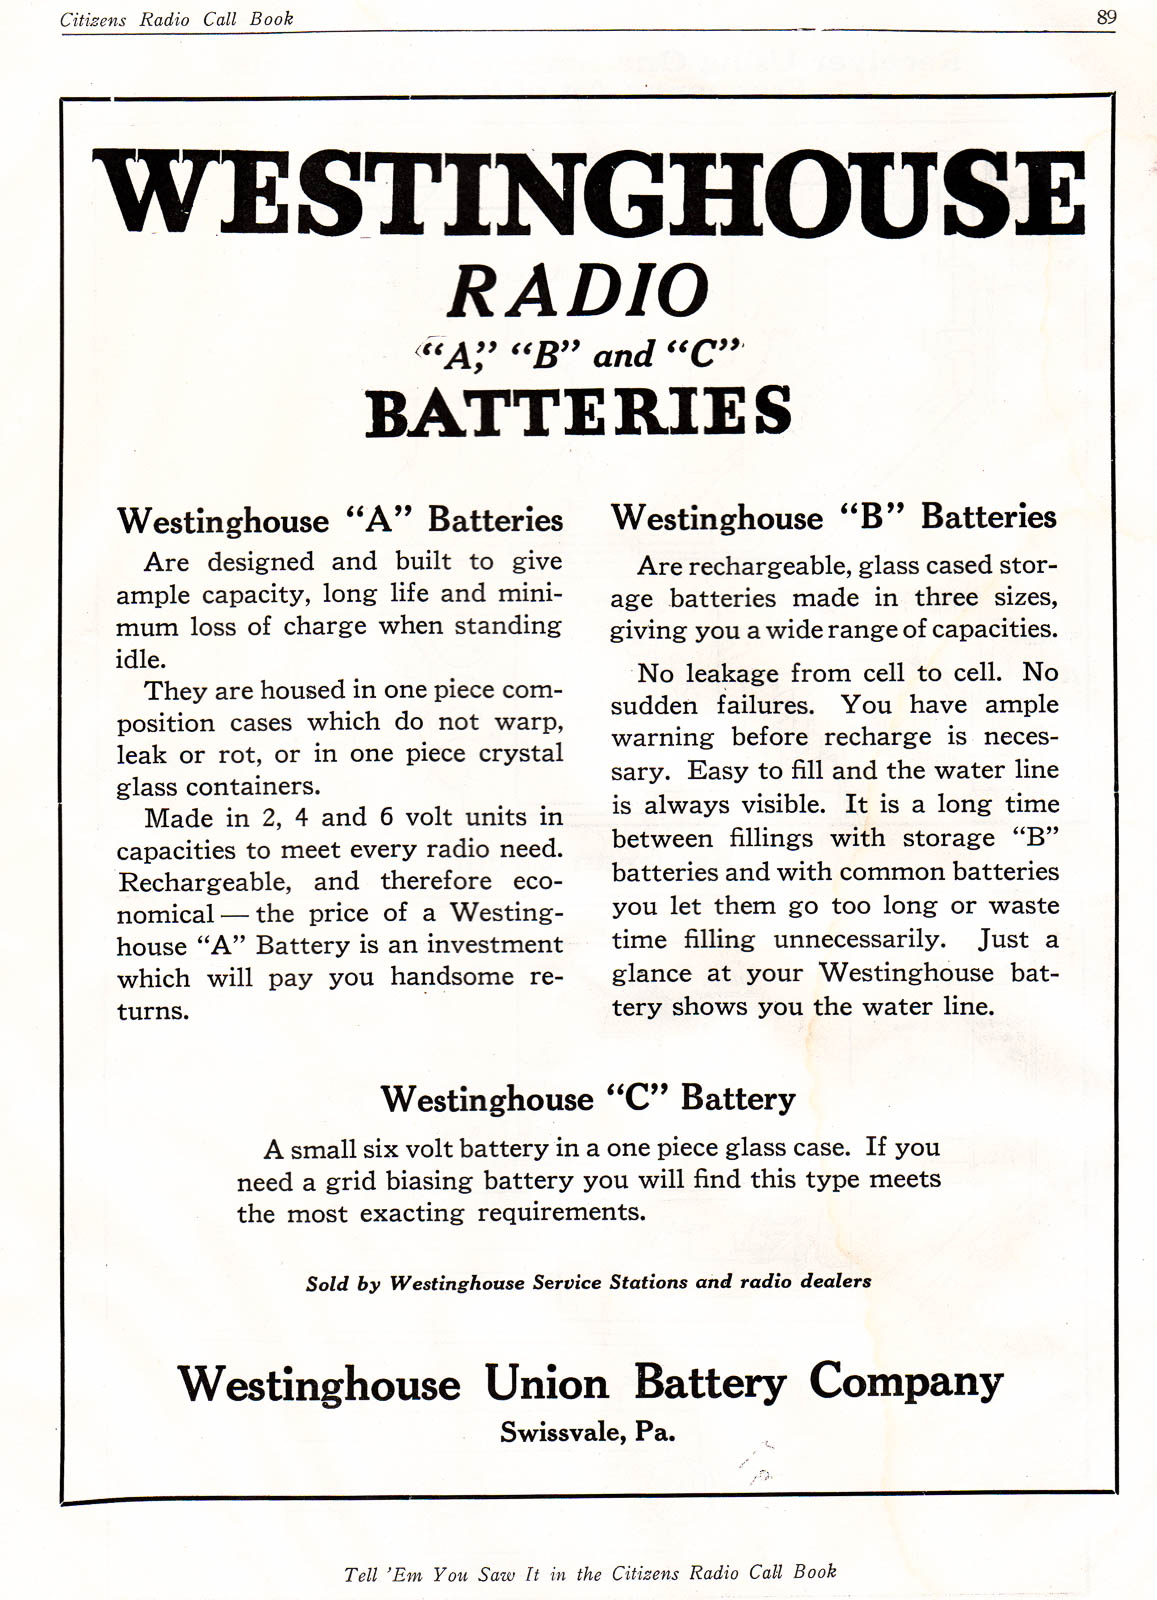 Citizens Radio Call Book 89
WESTINGHOUSE
RADIO
“A,” “B” and “C”
BATTERIES
Westinghouse “A” Batteries
Are designed and built to give
ample capacity, long life and mini-
mum loss of charge when standing
idle.
They are housed in one piece com-
position cases which do not warp,
leak or rot, or in one piece crystal
glass containers.
Made in 2, 4 and 6 volt units in
capacities to meet every radio need.
Rechargeable, and therefore eco-
nomical — the price of a Westing-
house “A” Battery is an investment
which will pay you handsome re-
turns.
Westinghouse “B” Batteries
Are rechargeable, glass cased stor-
age batteries made in three sizes,
giving you a wide range of capacities.
No leakage from cell to cell. No
sudden failures. You have ample
warning before recharge is neces-
sary. Easy to fill and the water line
is always visible. It is a long time
between fillings with storage “B”
batteries and with common batteries
you let them go too long or waste
time filling unnecessarily. Just a
glance at your Westinghouse bat-
tery shows you the water line.
Westinghouse “C” Battery
A small six volt battery in a one piece glass case. If you
need a grid biasing battery you will find this type meets
the most exacting requirements.
Sold by Westinghouse Service Stations and radio dealers
Westinghouse Union Battery Company
Swissvale, Pa.
Tell ’Em You Saw It in the Citizens Radio Call Book